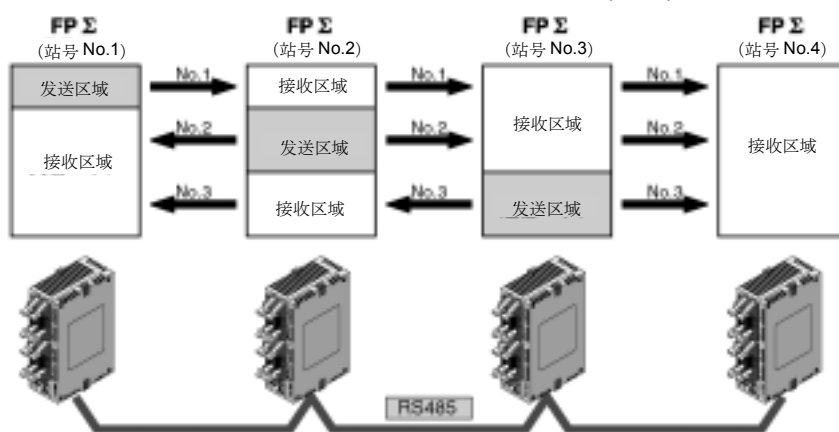 FP Σ FP Σ FP Σ FP Σ
(站号 No.1) (站号 No.2) (站号 No.3) (站号 No.4)
发送区域 No.1 接收区域 No.1 No.1
接收区域 No.2 发送区域 No.2 接收区域 No.2 接收区域
No.3 接收区域 No.3 发送区域 No.3
RS485